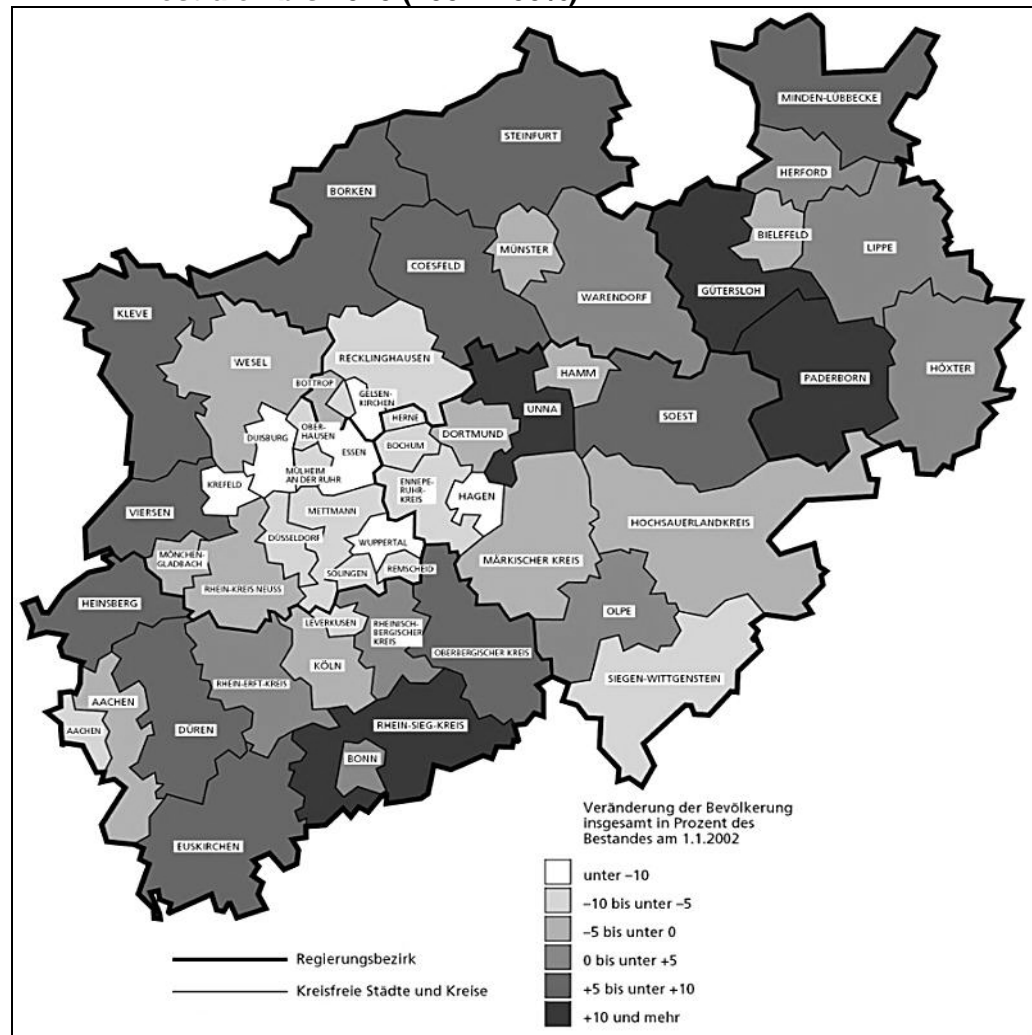 MINDEN-LÜBBECKE
STEINFURT
HERFORD
BORKEN
BIELEFELD
LIPPE
MÜNSTER
COESFELD
GÜTERSLOH
WARENDORF
KLEVE
WESEL
RECKLINGHAUSEN
HÖXTER
HAMM
PADERBORN
BOTTROP
GELSEN-
KIRCHEN
UNNA
SOEST
HERNE
OBER-
HAUSEN
DORTMUND
DUISBURG
BOCHUM
ESSEN
MÜLHEIM
AN DER RUHR
KREFELD
ENNEPE-
RUHR-
KREIS
HAGEN
VIERSEN
METTMANN
HOCHSAUERLANDKREIS
DÜSSELDORF
WUPPERTAL
MÖNCHEN-
GLADBACH
MÄRKISCHER KREIS
SOLINGEN
REMSCHEID
RHEIN-KREIS NEUSS
HEINSBERG
OLPE
LEVERKUSEN
RHEINISCH-
BERGISCHER
KREIS
KÖLN
OBERBERGISCHER KREIS
SIEGEN-WITTGENSTEIN
RHEIN-ERFT-KREIS
AACHEN
RHEIN-SIEG-KREIS
AACHEN
DÜREN
BONN
EUSKIRCHEN
Veränderung der Bevölkerung
insgesamt in Prozent des
Bestandes am 1.1.2002
unter –10
–10 bis unter –5
–5 bis unter 0
0 bis unter +5
+5 bis unter +10
+10 und mehr
Regierungsbezirk
Kreisfreie Städte und Kreise